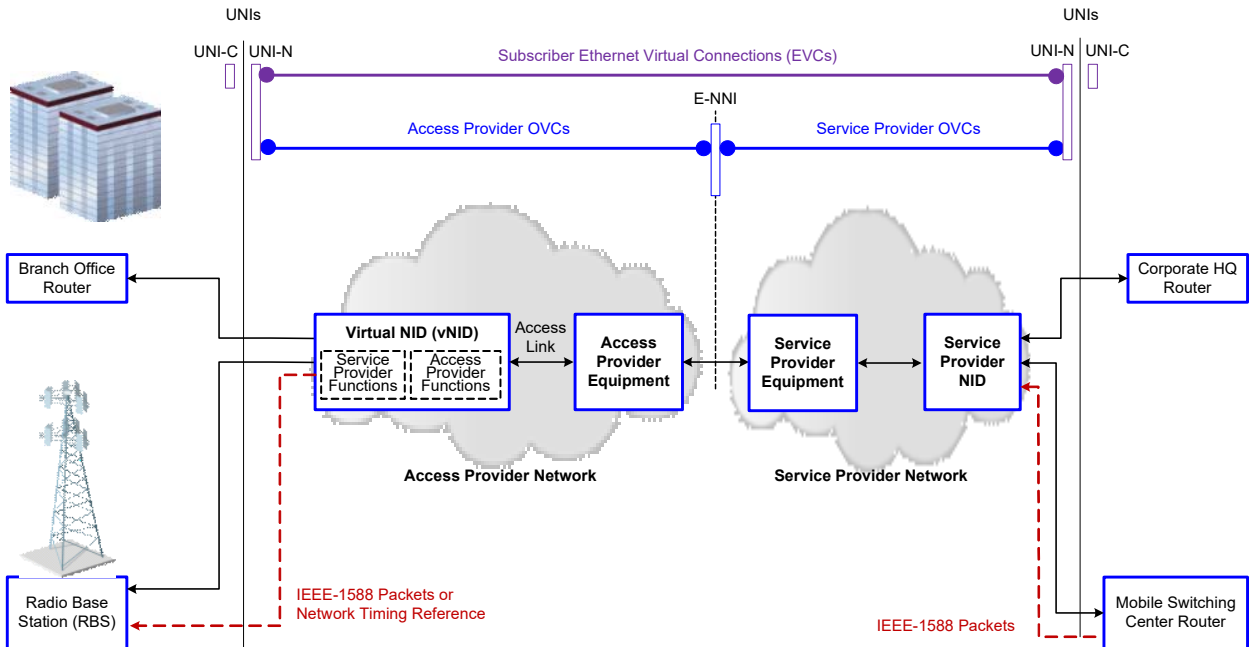 UNIs
UNIs
UNI-C
UNI-N
Subscriber Ethernet Virtual Connections (EVCs)
UNI-N
UNI-C
E-NNI
Access Provider OVCs
Service Provider OVCs
Branch Office
Router
Corporate HQ
Router
Virtual NID (vNID)
Service
Provider
Functions
Access
Provider
Functions
Access
Link
Access
Provider
Equipment
Service
Provider
Equipment
Service
Provider
NID
Access Provider Network
Service Provider Network
IEEE-1588 Packets or
Network Timing Reference
Radio Base
Station (RBS)
IEEE-1588 Packets
Mobile Switching
Center Router